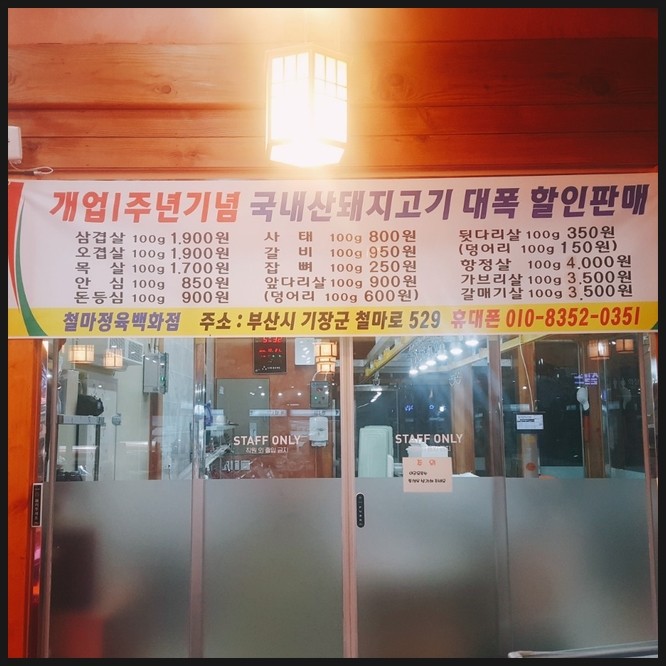 개업1주년기념 국내산돼지고기 대폭 할인판매
삼겹살 100g 1.900원
오겹살 100g 1.900원
목 살 100g 1.700원
안 심 100g 850원
돈등심 100g 900원
사 태 100g 800원
갈 비 100g 950원
잡 뼈 100g 250원
앞다리살 100g 900원
(덩어리 100g 600원)
뒷다리살 100g 350원
(덩어리 100g 150원)
항정살 100g 4.000원
가브리살 100g 3.500원
갈매기살 100g 3.500원
철마정육백화점 주소 : 부산시 기장군 철마로 529 휴대폰 010-8352-0351
STAFF ONLY
직원 외 출입 금지
STAFF ONLY